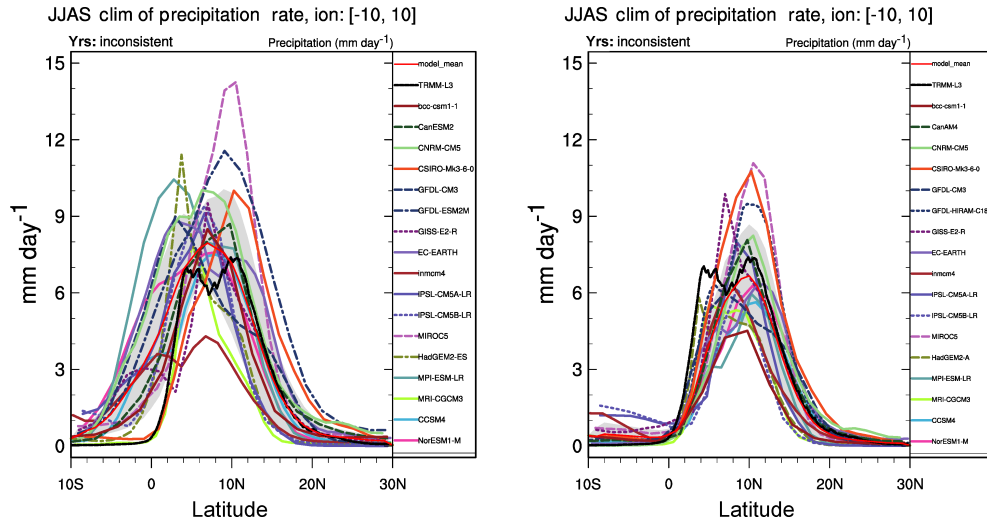 JJAS clim of precipitation rate, ion: [-10, 10]
Yrs: inconsistent Precipitation (mm day-1)
15
12
9
6
3
0
mm day-1
10S 0 10N 20N 30N
Latitude
model_mean
TRMM-L3
bcc-csm1-1
CanESM2
CNRM-CM5
CSIRO-Mk3-6-0
GFDL-CM3
GFDL-ESM2M
GISS-E2-R
EC-EARTH
inmcm4
IPSL-CM5A-LR
IPSL-CM5B-LR
MIROC5
HadGEM2-ES
MPI-ESM-LR
MRI-CGCM3
CCSM4
NorESM1-M
JJAS clim of precipitation rate, ion: [-10, 10]
Yrs: inconsistent Precipitation (mm day-1)
15
12
9
6
3
0
mm day-1
10S 0 10N 20N 30N
Latitude
model_mean
TRMM-L3
bcc-csm1-1
CanAM4
CNRM-CM5
CSIRO-Mk3-6-0
GFDL-CM3
GFDL-HIRAM-C18
GISS-E2-R
EC-EARTH
inmcm4
IPSL-CM5A-LR
IPSL-CM5B-LR
MIROC5
HadGEM2-A
MPI-ESM-LR
MRI-CGCM3
CCSM4
NorESM1-M